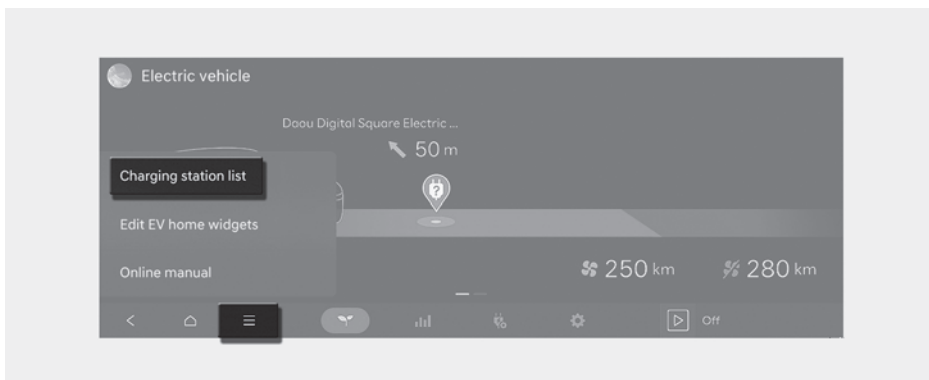 Electric vehicle
Daou Digital Square Electric ...
50 m
Charging station list
Edit EV home widgets
Online manual
250 km
280 km
Off